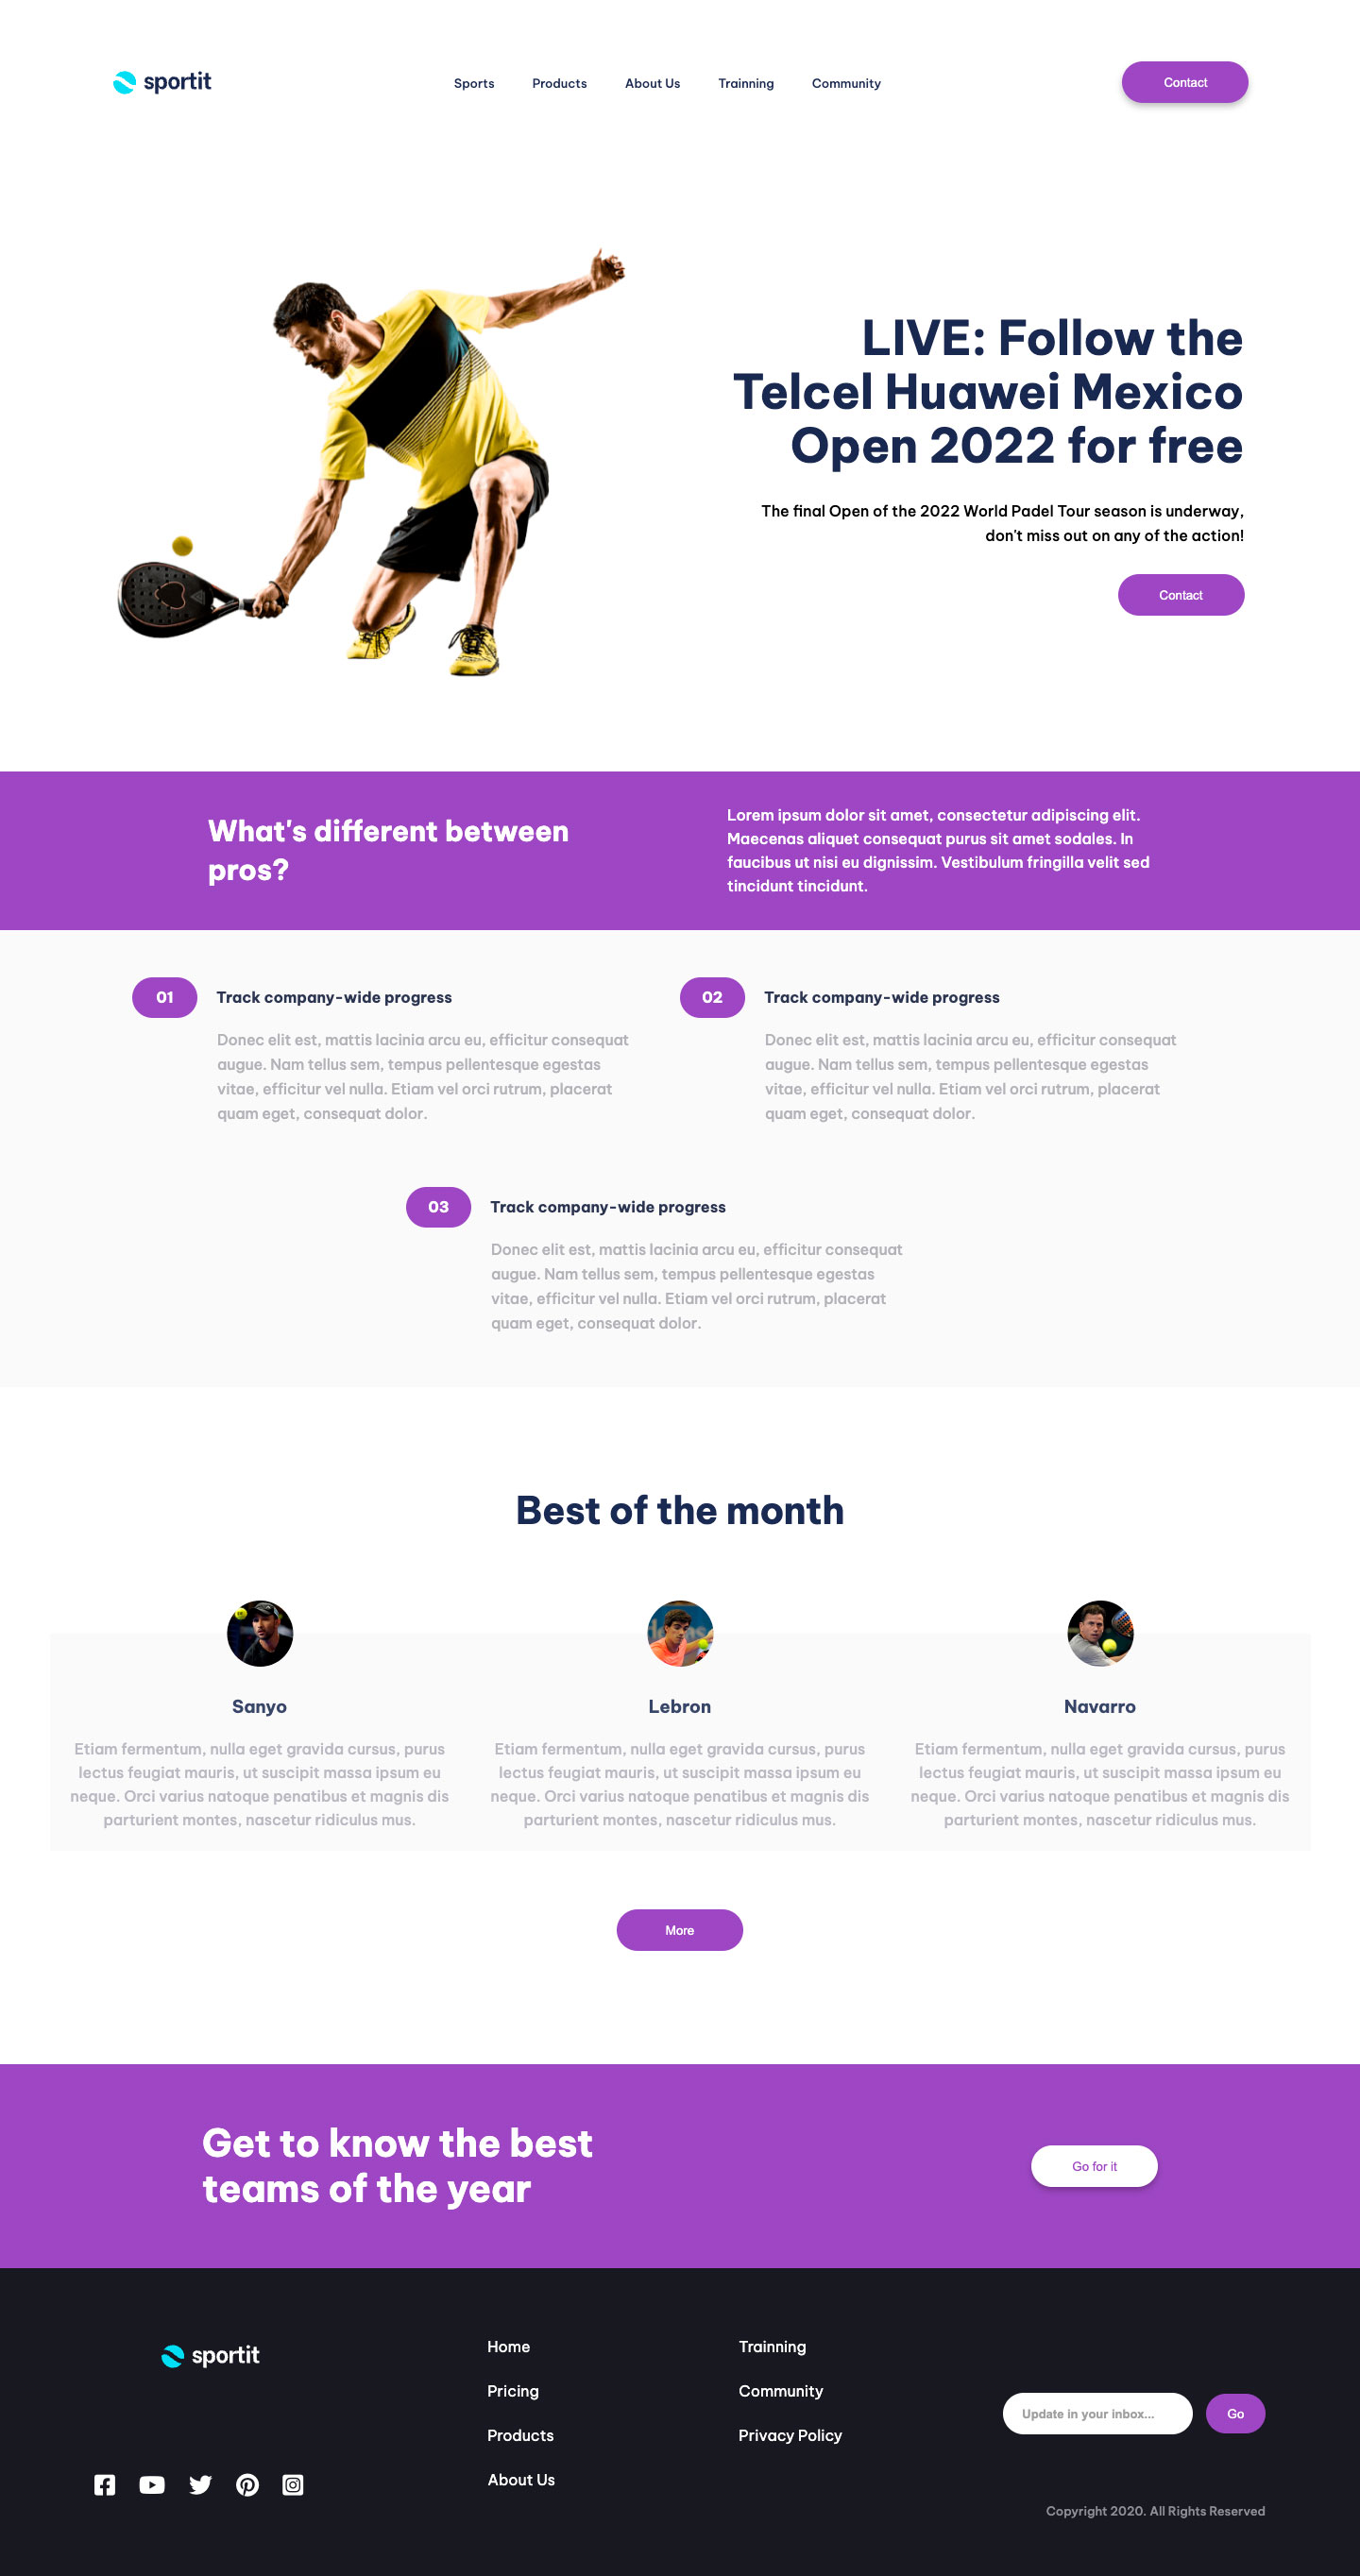 sportit
Sports
Products
About Us
Trainning
Community
Contact
LIVE: Follow the
Telcel Huawei Mexico
Open 2022 for free
The final Open of the 2022 World Padel Tour season is underway,
don't miss out on any of the action!
Contact
What's different between
pros?
Lorem ipsum dolor sit amet, consectetur adipiscing elit.
Maecenas aliquet consequat purus sit amet sodales. In
faucibus ut nisi eu dignissim. Vestibulum fringilla velit sed
tincidunt tincidunt.
01
Track company-wide progress
Donec elit est, mattis lacinia arcu eu, efficitur consequat
augue. Nam tellus sem, tempus pellentesque egestas
vitae, efficitur vel nulla. Etiam vel orci rutrum, placerat
quam eget, consequat dolor.
02
Track company-wide progress
Donec elit est, mattis lacinia arcu eu, efficitur consequat
augue. Nam tellus sem, tempus pellentesque egestas
vitae, efficitur vel nulla. Etiam vel orci rutrum, placerat
quam eget, consequat dolor.
03
Track company-wide progress
Donec elit est, mattis lacinia arcu eu, efficitur consequat
augue. Nam tellus sem, tempus pellentesque egestas
vitae, efficitur vel nulla. Etiam vel orci rutrum, placerat
quam eget, consequat dolor.
Best of the month
Sanyo
Etiam fermentum, nulla eget gravida cursus, purus
lectus feugiat mauris, ut suscipit massa ipsum eu
neque. Orci varius natoque penatibus et magnis dis
parturient montes, nascetur ridiculus mus.
Lebron
Etiam fermentum, nulla eget gravida cursus, purus
lectus feugiat mauris, ut suscipit massa ipsum eu
neque. Orci varius natoque penatibus et magnis dis
parturient montes, nascetur ridiculus mus.
Navarro
Etiam fermentum, nulla eget gravida cursus, purus
lectus feugiat mauris, ut suscipit massa ipsum eu
neque. Orci varius natoque penatibus et magnis dis
parturient montes, nascetur ridiculus mus.
More
Get to know the best
teams of the year
Go for it
sportit
Home
Pricing
Products
About Us
Trainning
Community
Privacy Policy
Update in your inbox...
Go
Copyright 2020. All Rights Reserved